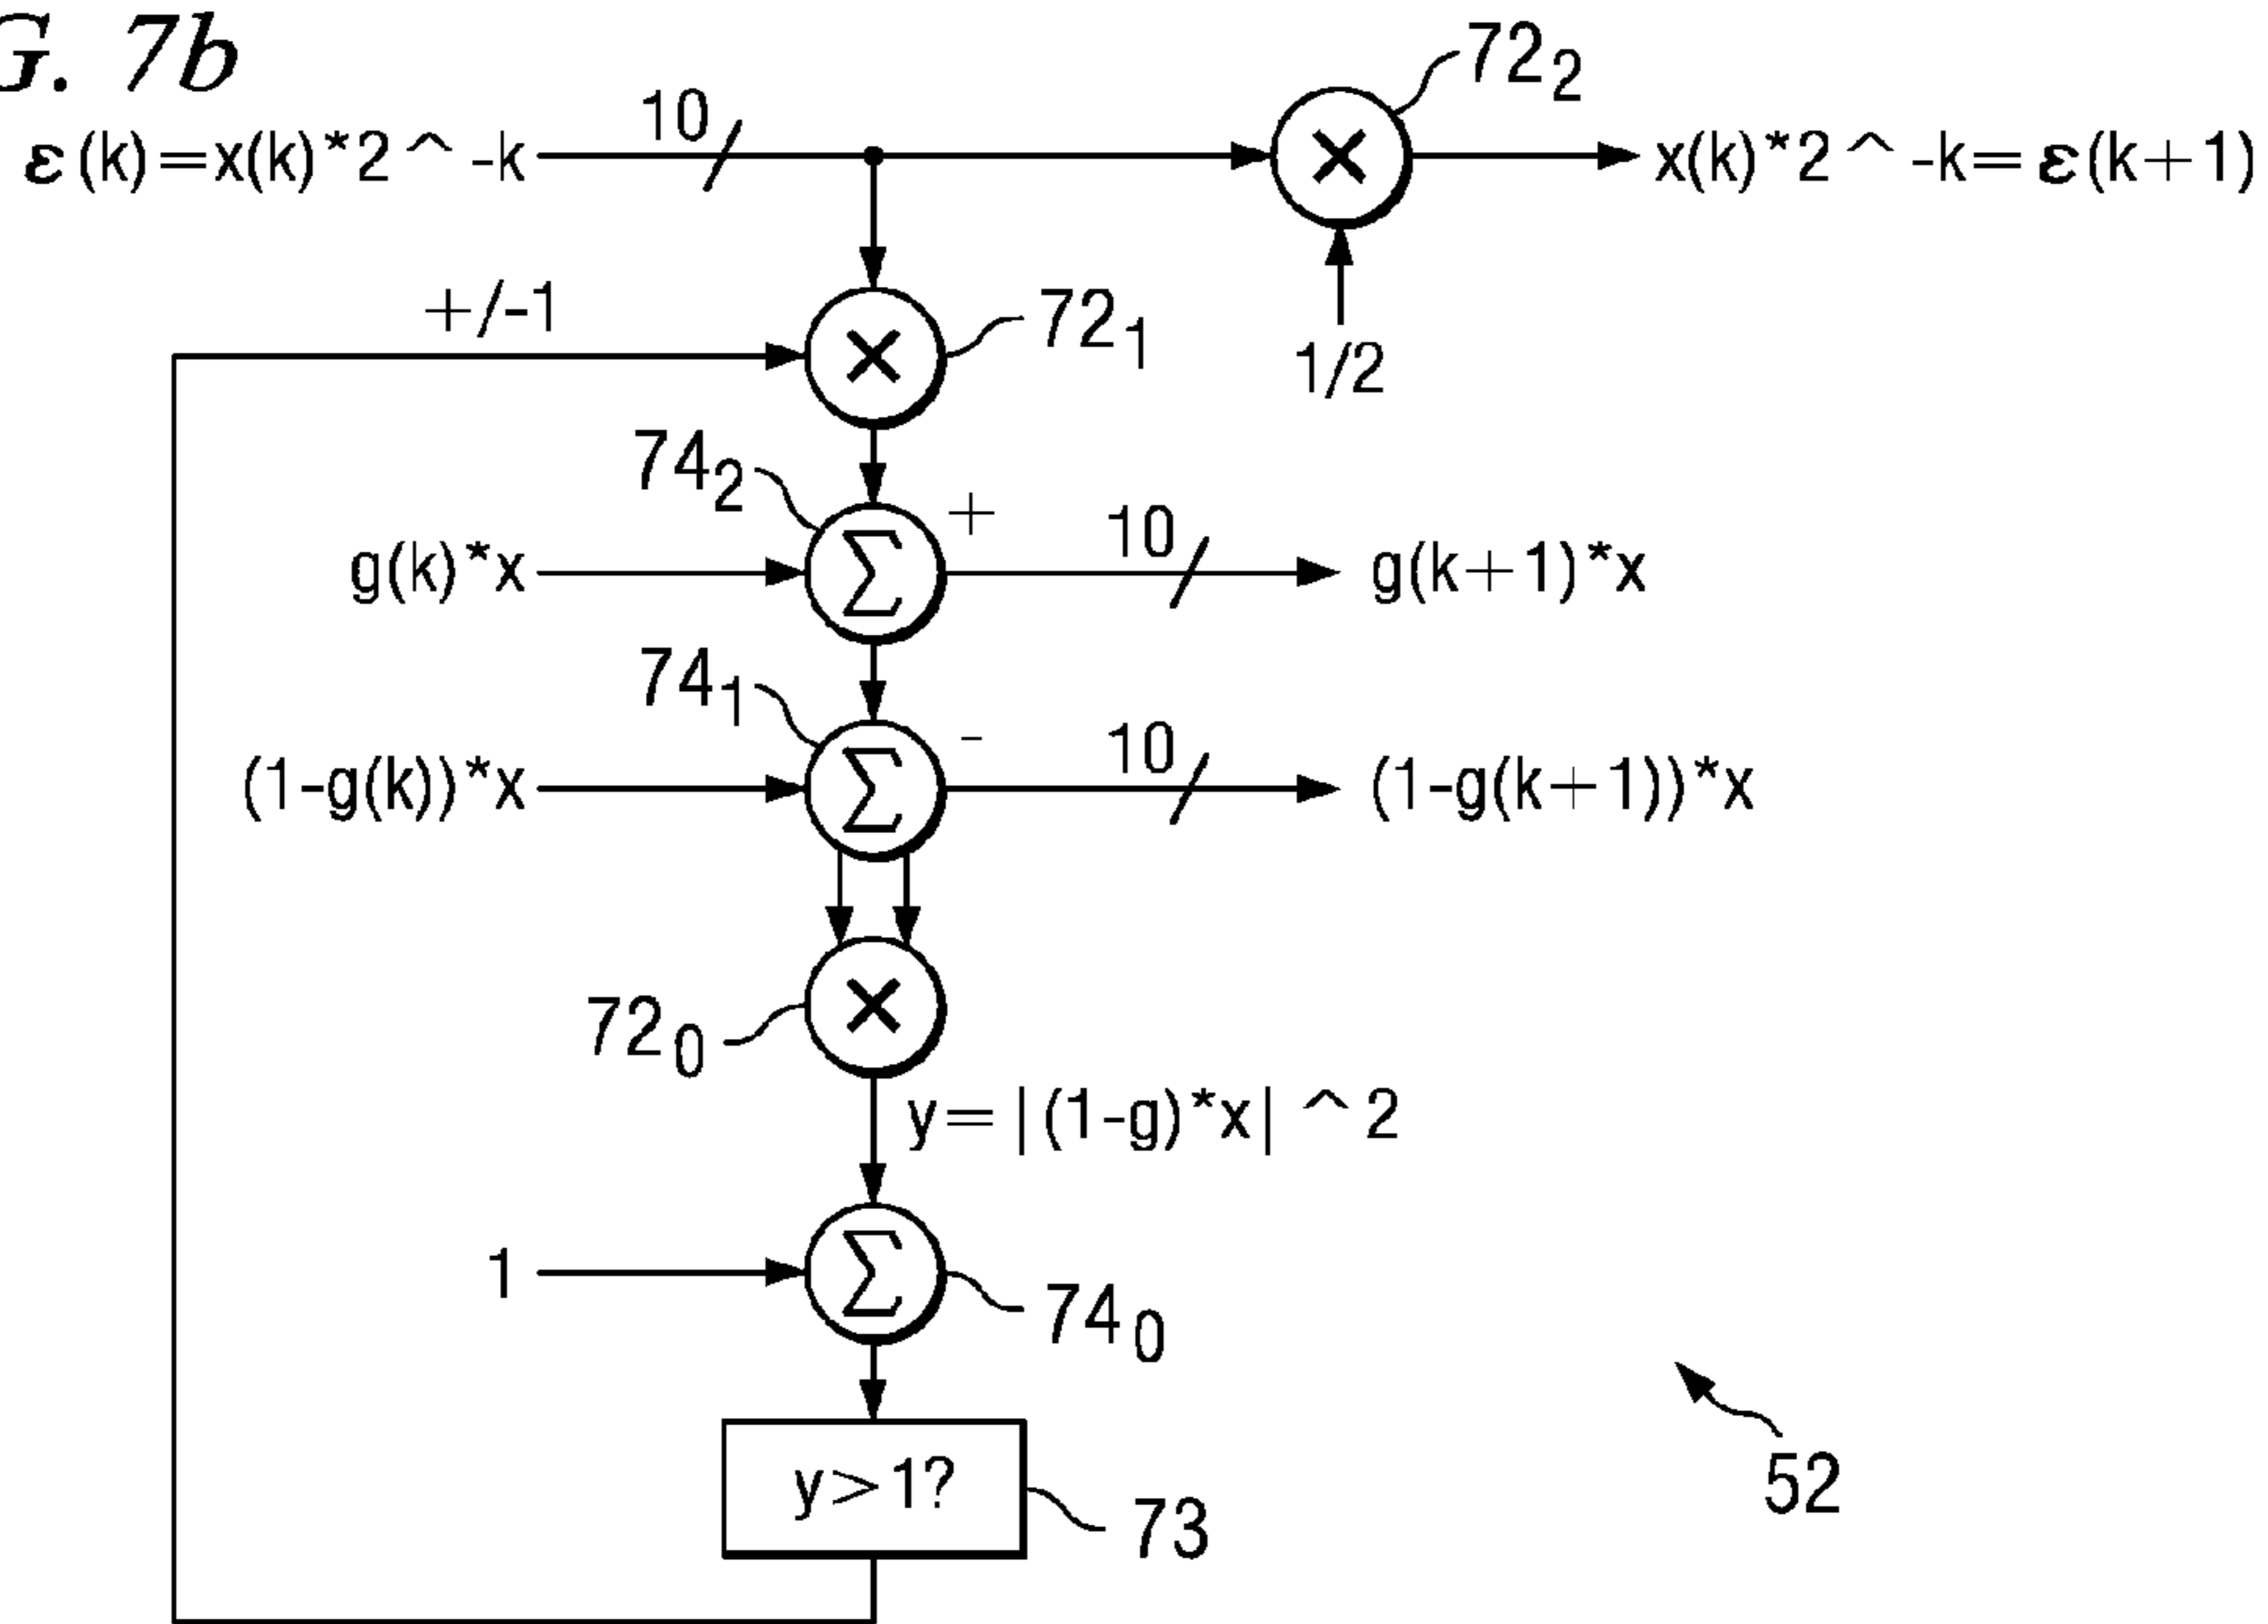 G. 7b
72₂
10
ε(k)=x(k)*2^-k
x(k)*2^-k=ε(k+1)
+/-1
72₁
1/2
74₂
+
10
g(k)*x
g(k+1)*x
74₁
-
10
(1-g(k))*x
(1-g(k+1))*x
72₀
y=|(1-g)*x|^2
1
74₀
y>1?
73
52